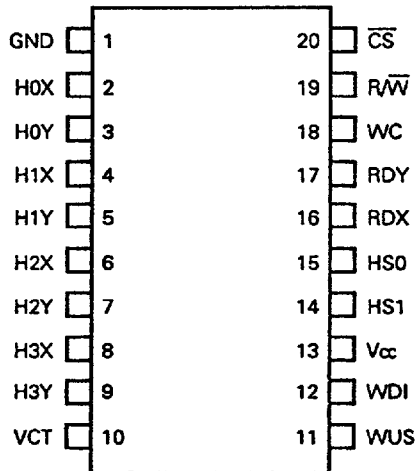 GND 1 20 C̅S̅
H0X 2 19 R/W̅
H0Y 3 18 WC
H1X 4 17 RDY
H1Y 5 16 RDX
H2X 6 15 HS0
H2Y 7 14 HS1
H3X 8 13 Vcc
H3Y 9 12 WDI
VCT 10 11 WUS